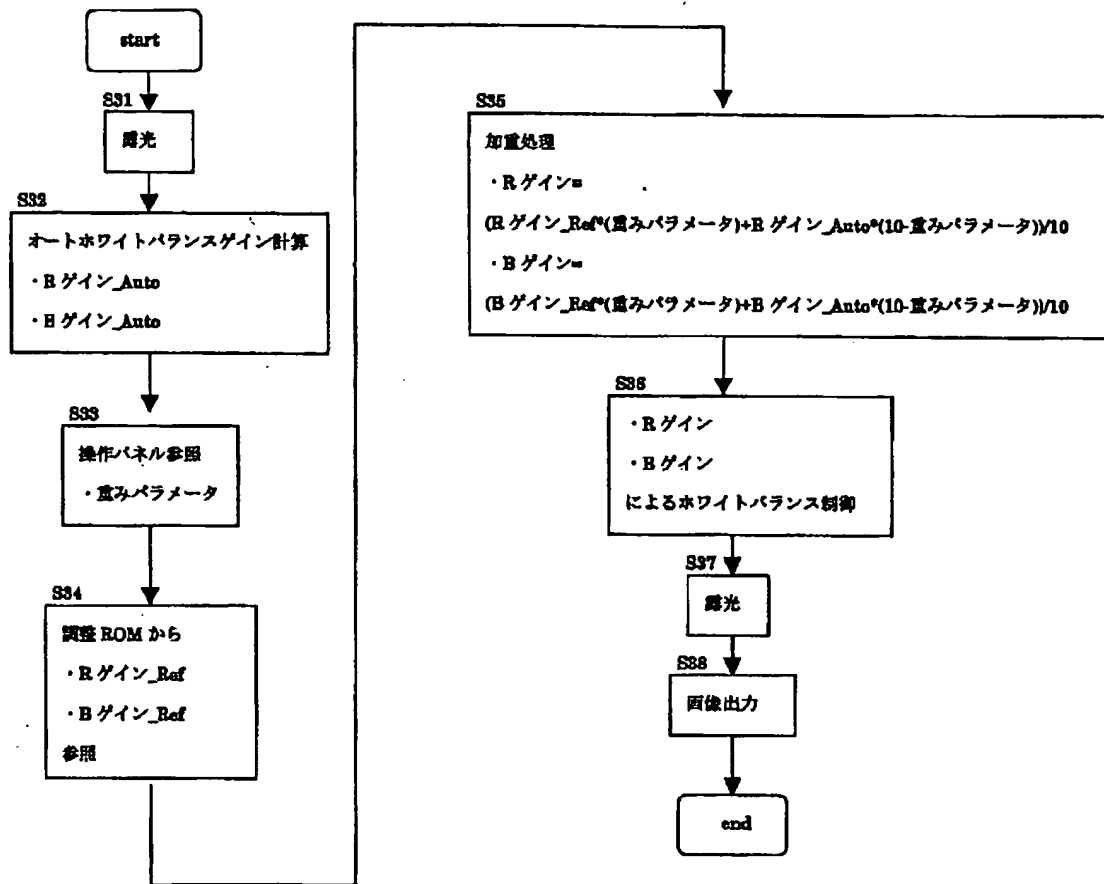 start
S31
露光
S32
オートホワイトバランスゲイン計算
・Rゲイン_Auto
・Bゲイン_Auto
S33
操作パネル参照
・重みパラメータ
S34
調整ROMから
・Rゲイン_Ref
・Bゲイン_Ref
参照
S35
加重処理
・Rゲイン=
(Rゲイン_Ref*(重みパラメータ)+Rゲイン_Auto*(10-重みパラメータ))/10
・Bゲイン=
(Bゲイン_Ref*(重みパラメータ)+Bゲイン_Auto*(10-重みパラメータ))/10
S36
・Rゲイン
・Bゲイン
によるホワイトバランス制御
S37
露光
S38
画像出力
end